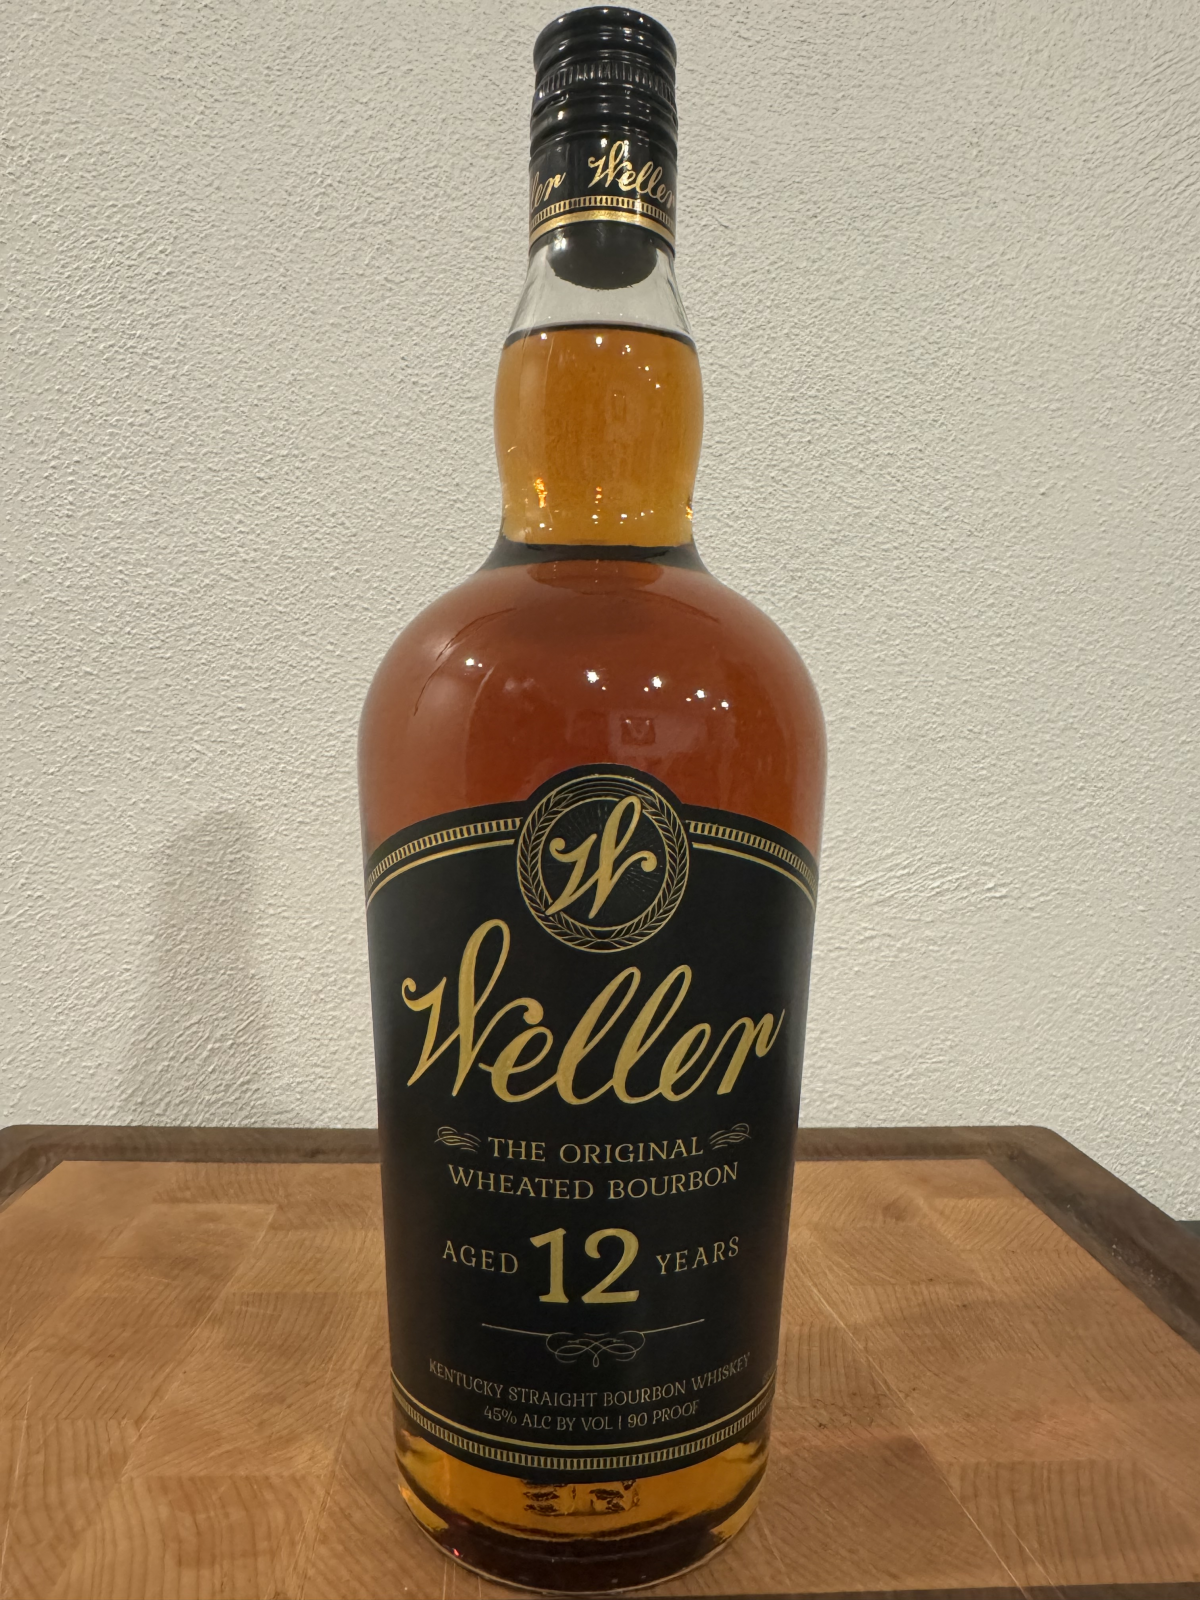 ler Weller
W
Weller
THE ORIGINAL
WHEATED BOURBON
AGED 12 YEARS
KENTUCKY STRAIGHT BOURBON WHISKEY
45% ALC BY VOL | 90 PROOF